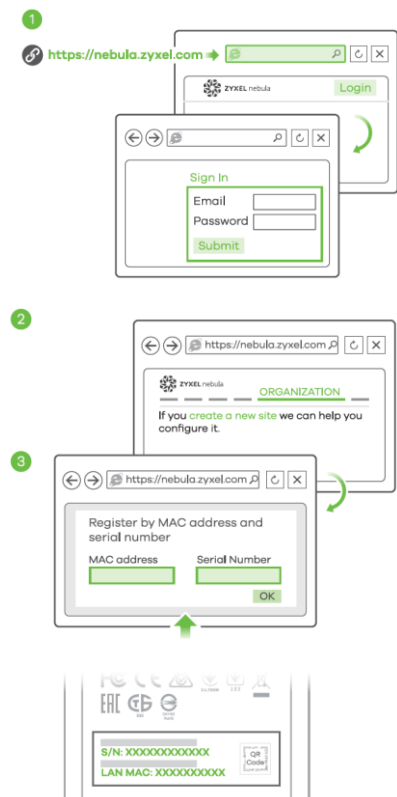 1
https://nebula.zyxel.com
ZYXEL nebula
Login
Sign In
Email
Password
Submit
2
https://nebula.zyxel.com
ZYXEL nebula
ORGANIZATION
If you create a new site we can help you
configure it.
3
https://nebula.zyxel.com
Register by MAC address and
serial number
MAC address Serial Number
OK
EAC
S/N: XXXXXXXXXXXX
LAN MAC: XXXXXXXXXX
QR
Code